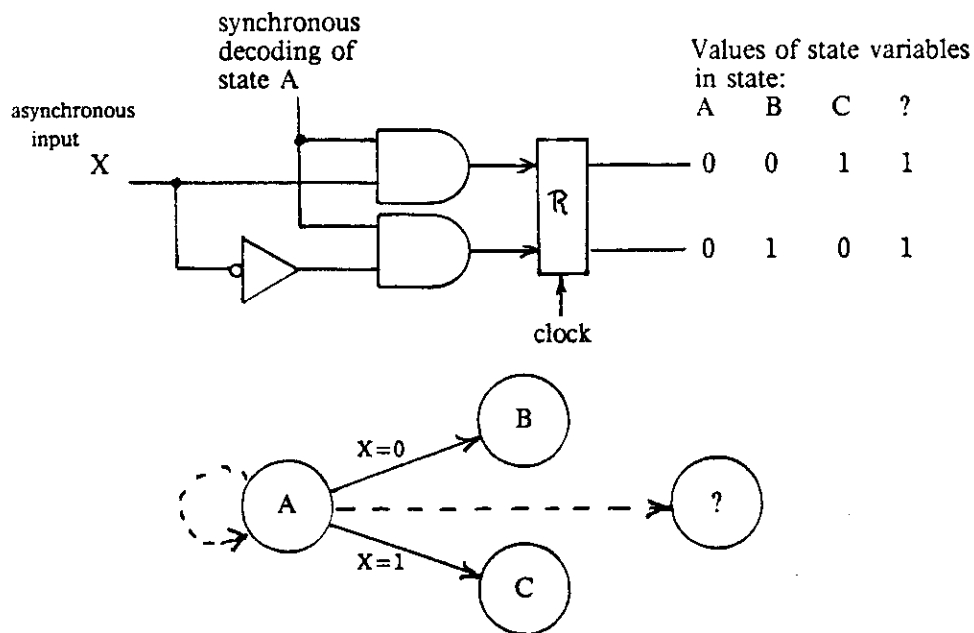 synchronous
decoding of
state A
Values of state variables
in state:
A B C ?
asynchronous
input
X
0 0 1 1
R
0 1 0 1
clock
B
X=0
A
?
X=1
C